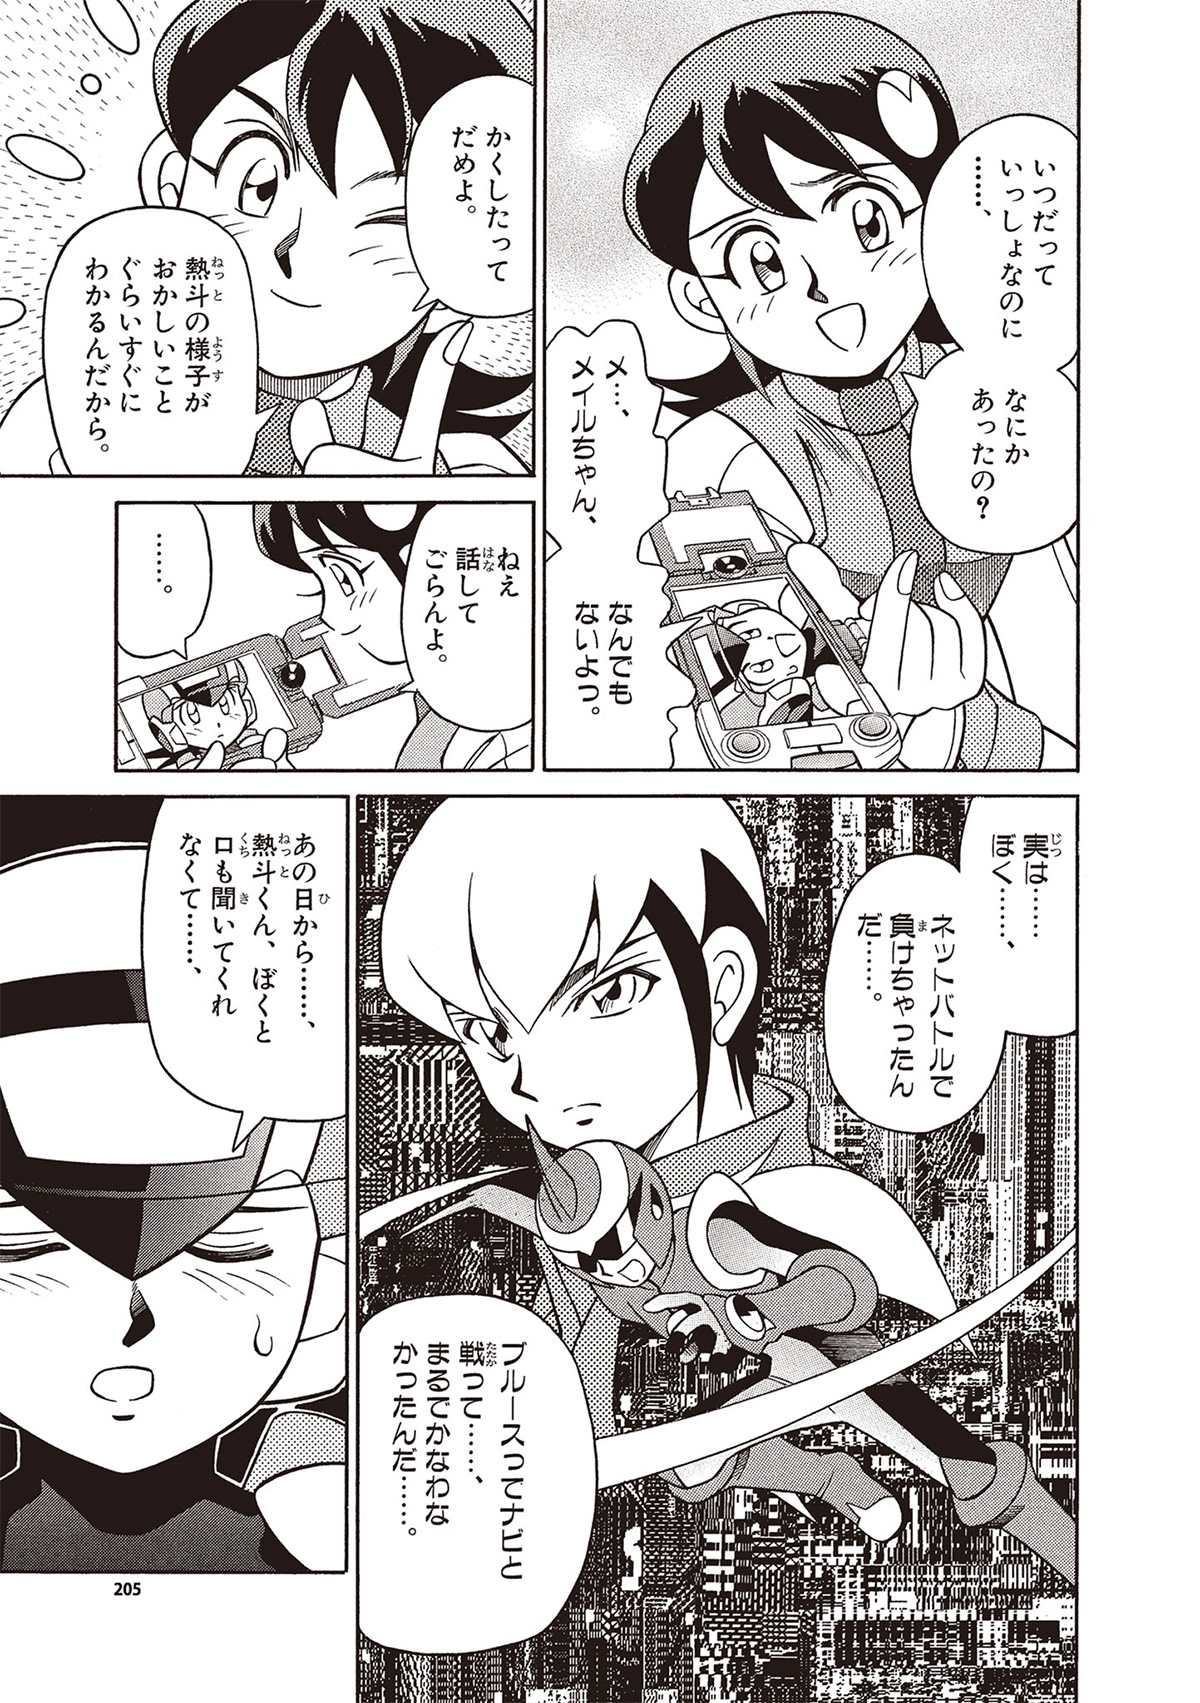 いつだって
いっしょなのに
……、
なにか
あったの？
メ…、
メイルちゃん、
なんでも
ないよっ。
かくしたって
だめよ。
熱斗の様子が
おかしいこと
ぐらいすぐに
わかるんだから。
ねえ
話して
ごらんよ。
……。
実は……
ぼく……、
ネットバトルで
負けちゃったん
だ……。
ブルースってナビと
戦って……、
まるでかなわな
かったんだ……。
あの日から……、
熱斗くん、ぼくと
口も聞いてくれ
なくて……、
205